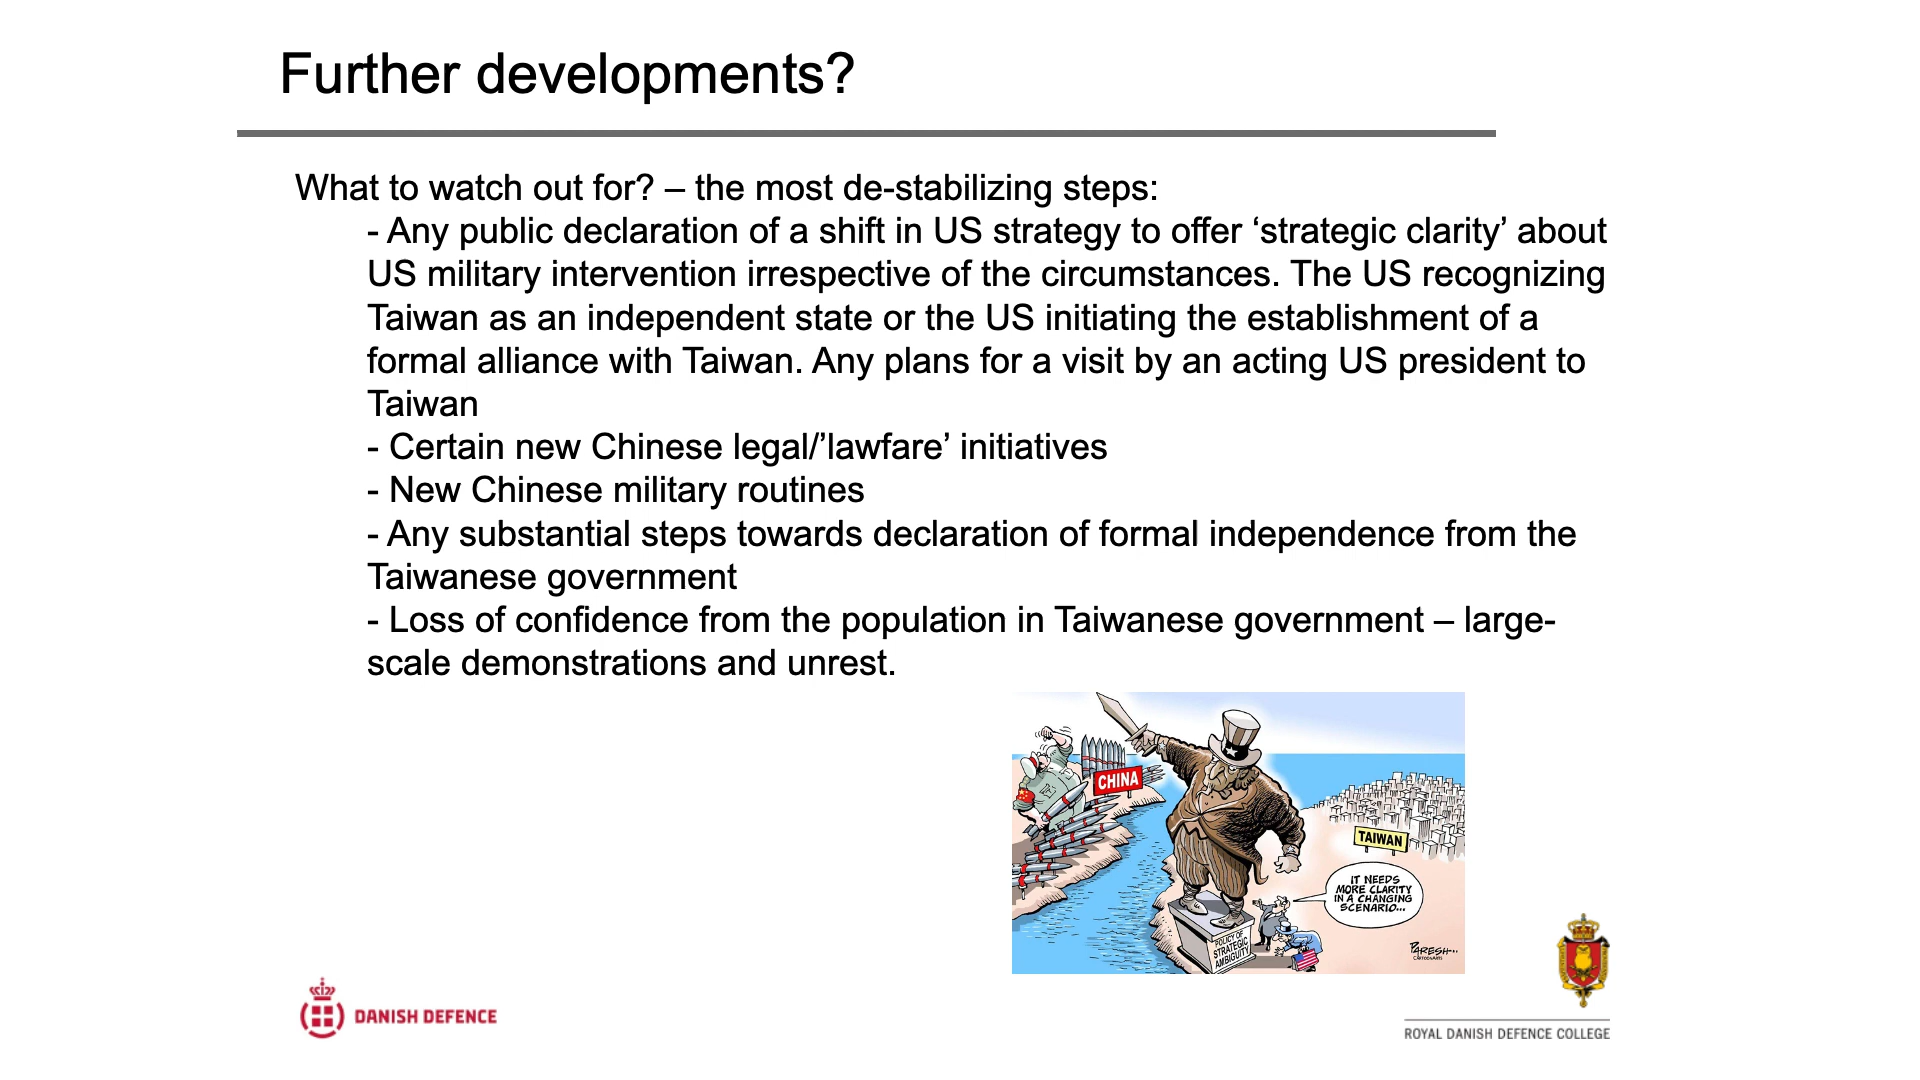 Further developments?
What to watch out for? – the most de-stabilizing steps:
- Any public declaration of a shift in US strategy to offer ‘strategic clarity’ about
US military intervention irrespective of the circumstances. The US recognizing
Taiwan as an independent state or the US initiating the establishment of a
formal alliance with Taiwan. Any plans for a visit by an acting US president to
Taiwan
- Certain new Chinese legal/’lawfare’ initiatives
- New Chinese military routines
- Any substantial steps towards declaration of formal independence from the
Taiwanese government
- Loss of confidence from the population in Taiwanese government – large-
scale demonstrations and unrest.
CHINA
TAIWAN
IT NEEDS
MORE CLARITY
IN A CHANGING
SCENARIO...
POLICY OF
STRATEGIC
AMBIGUITY
PARESH...
CARTOONARTS
DANISH DEFENCE
ROYAL DANISH DEFENCE COLLEGE